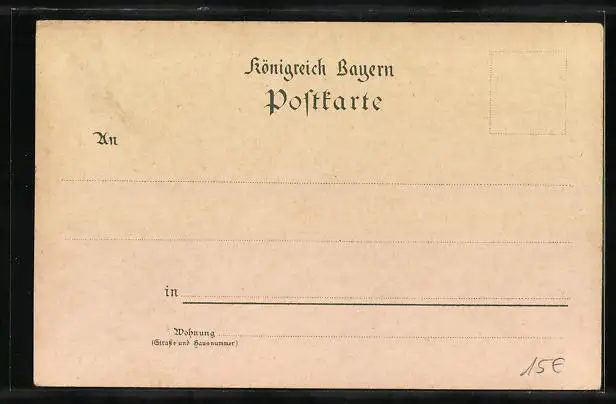 Königreich Bayern
Postkarte
An
in
Wohnung
(Straße und Hausnummer)
15€